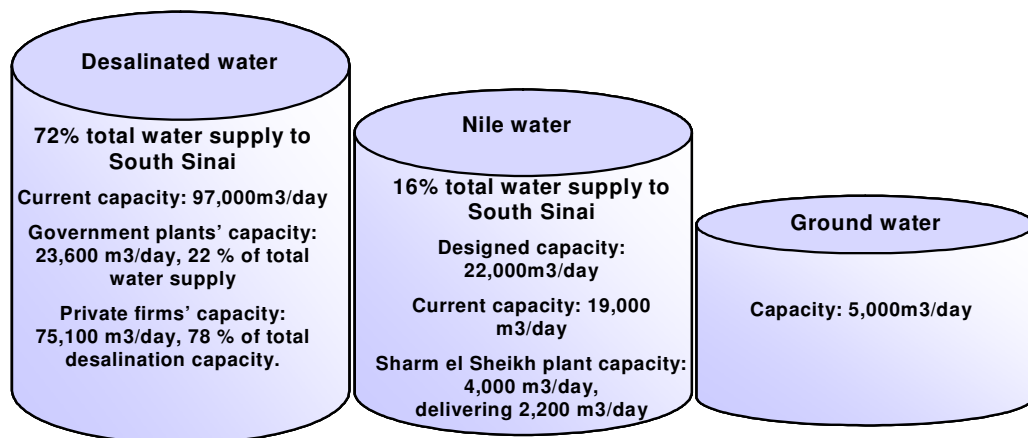 Desalinated water
72% total water supply to
South Sinai
Current capacity: 97,000m3/day
Government plants’ capacity:
23,600 m3/day, 22 % of total
water supply
Private firms’ capacity:
75,100 m3/day, 78 % of total
desalination capacity.
Nile water
16% total water supply to
South Sinai
Designed capacity:
22,000m3/day
Current capacity: 19,000
m3/day
Sharm el Sheikh plant capacity:
4,000 m3/day,
delivering 2,200 m3/day
Ground water
Capacity: 5,000m3/day